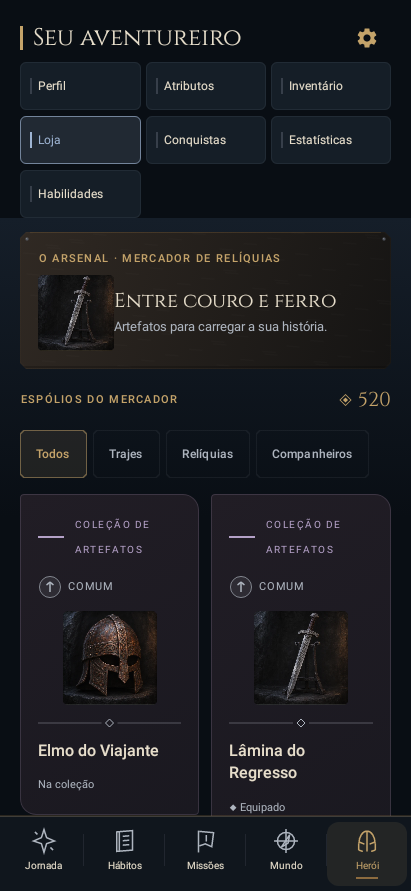 Seu aventureiro
Perfil
Atributos
Inventário
Loja
Conquistas
Estatísticas
Habilidades
O ARSENAL · MERCADOR DE RELÍQUIAS
Entre couro e ferro
Artefatos para carregar a sua história.
ESPÓLIOS DO MERCADOR
520
Todos
Trajes
Relíquias
Companheiros
COLEÇÃO DE
ARTEFATOS
COMUM
Elmo do Viajante
Na coleção
COLEÇÃO DE
ARTEFATOS
COMUM
Lâmina do
Regresso
Equipado
Jornada
Hábitos
Missões
Mundo
Herói